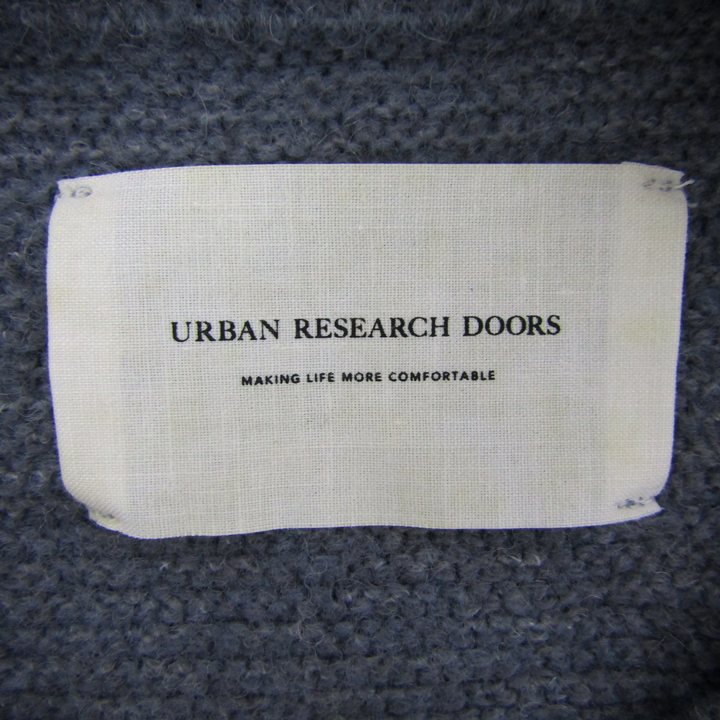 URBAN RESEARCH DOORS
MAKING LIFE MORE COMFORTABLE